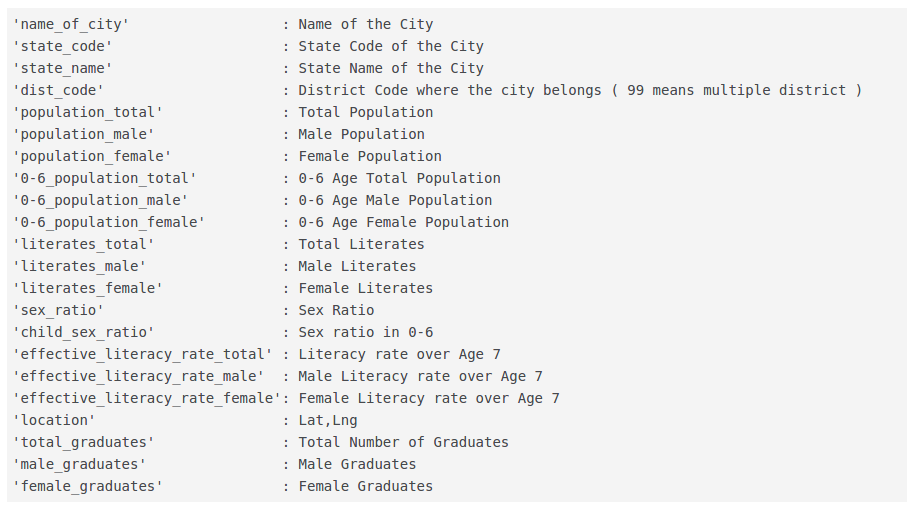 'name_of_city'                  : Name of the City
'state_code'                    : State Code of the City
'state_name'                    : State Name of the City
'dist_code'                     : District Code where the city belongs ( 99 means multiple district )
'population_total'              : Total Population
'population_male'               : Male Population
'population_female'             : Female Population
'0-6_population_total'          : 0-6 Age Total Population
'0-6_population_male'           : 0-6 Age Male Population
'0-6_population_female'         : 0-6 Age Female Population
'literates_total'               : Total Literates
'literates_male'                : Male Literates
'literates_female'              : Female Literates
'sex_ratio'                     : Sex Ratio
'child_sex_ratio'               : Sex ratio in 0-6
'effective_literacy_rate_total' : Literacy rate over Age 7
'effective_literacy_rate_male'  : Male Literacy rate over Age 7
'effective_literacy_rate_female': Female Literacy rate over Age 7
'location'                      : Lat,Lng
'total_graduates'               : Total Number of Graduates
'male_graduates'                : Male Graduates
'female_graduates'              : Female Graduates